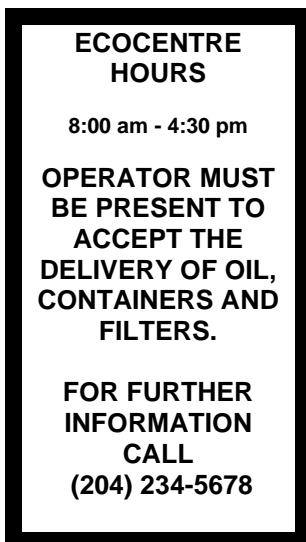 ECOCENTRE
HOURS
8:00 am - 4:30 pm
OPERATOR MUST
BE PRESENT TO
ACCEPT THE
DELIVERY OF OIL,
CONTAINERS AND
FILTERS.
FOR FURTHER
INFORMATION
CALL
(204) 234-5678